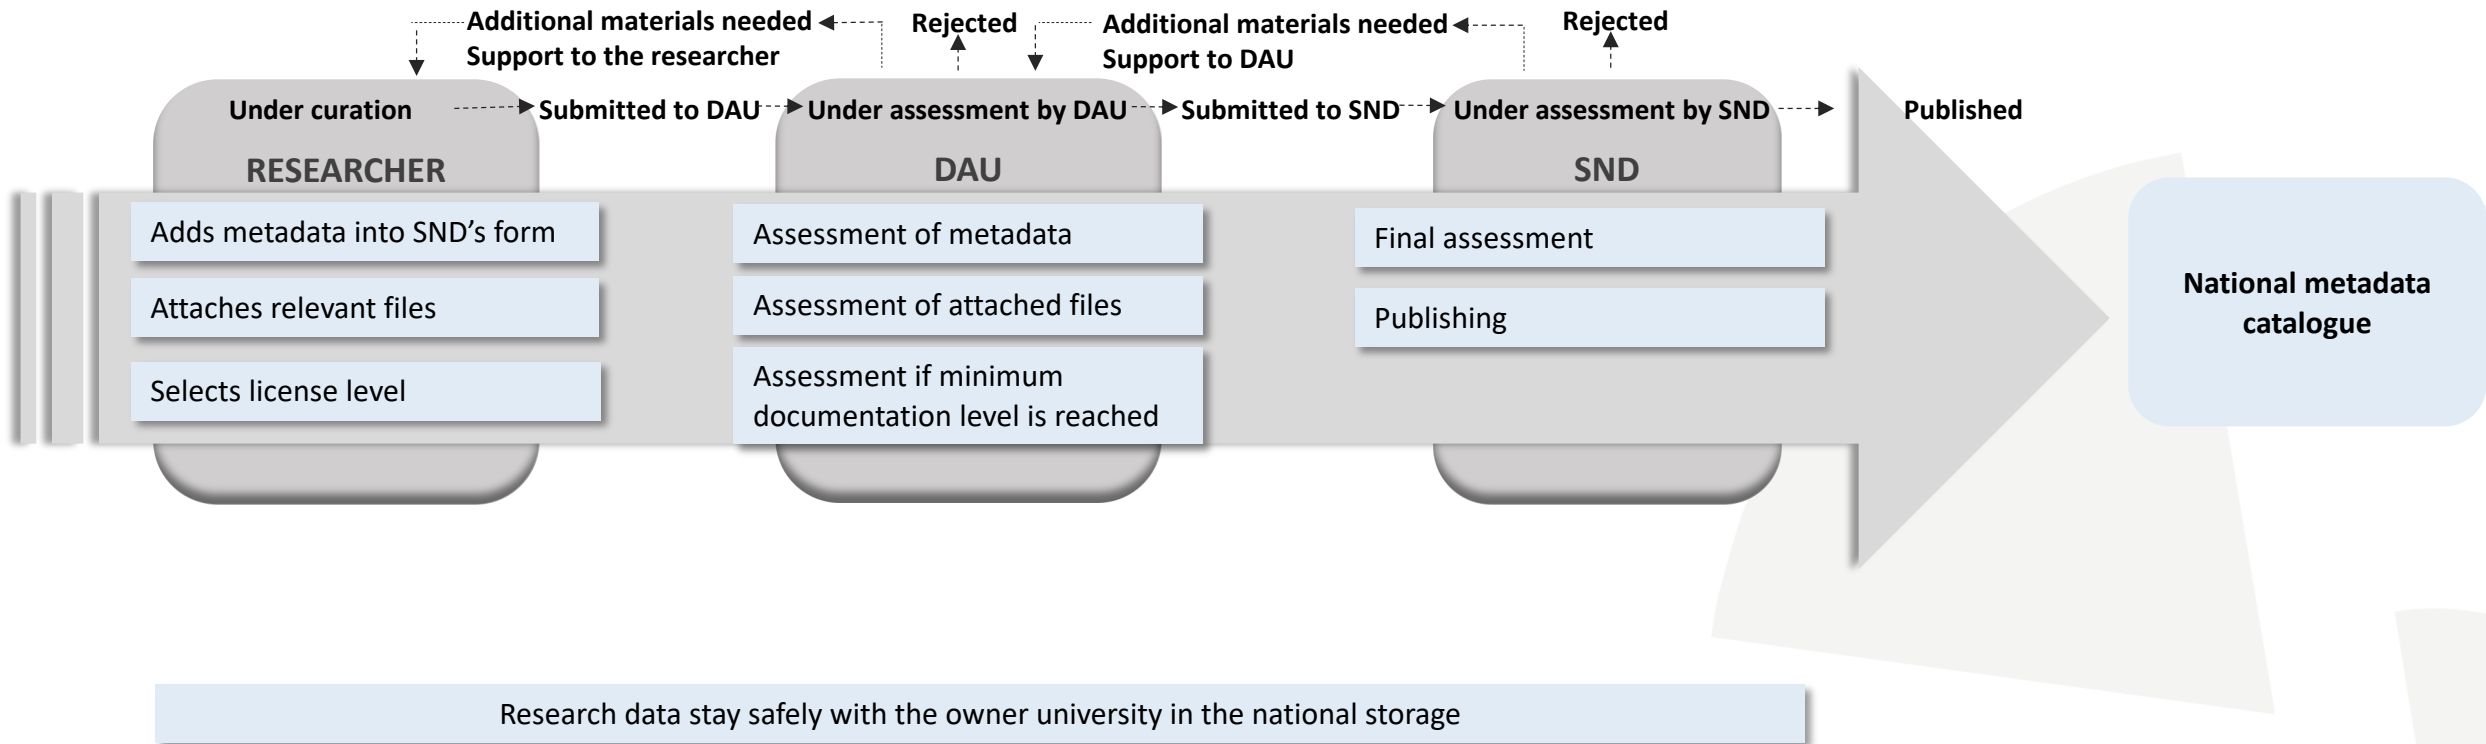 Additional materials needed
Support to the researcher
Rejected
Additional materials needed
Support to DAU
Rejected
Under curation
Submitted to DAU
Under assessment by DAU
Submitted to SND
Under assessment by SND
Published
RESEARCHER
DAU
SND
Adds metadata into SND’s form
Attaches relevant files
Selects license level
Assessment of metadata
Assessment of attached files
Assessment if minimum
documentation level is reached
Final assessment
Publishing
National metadata
catalogue
Research data stay safely with the owner university in the national storage